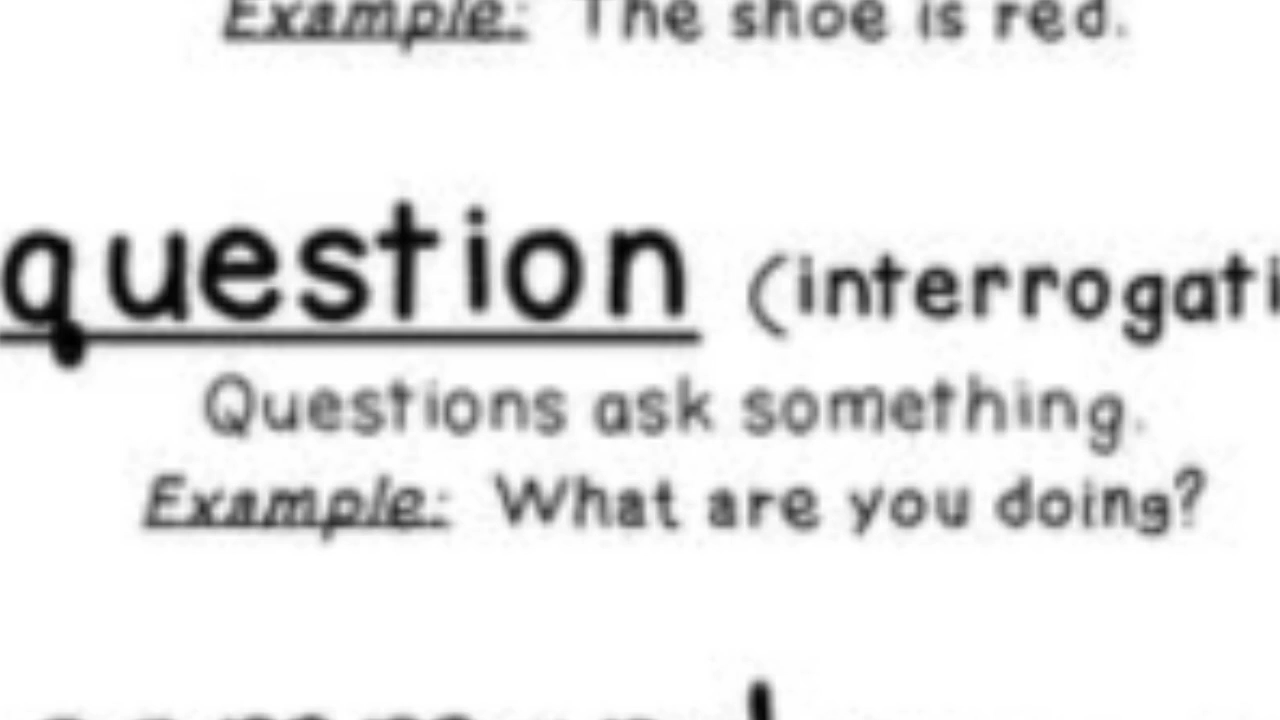 Example: The shoe is red.
question (interrogati
Questions ask something.
Example: What are you doing?